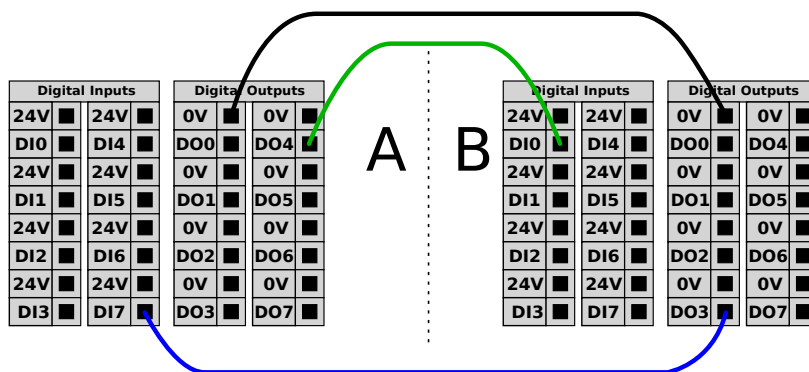 Digital Inputs Digital Outputs Digital Inputs Digital Outputs
24V 24V 0V 0V 24V 24V 0V 0V
DI0 DI4 DO0 DO4 A B DI0 DI4 DO0 DO4
24V 24V 0V 0V 24V 24V 0V 0V
DI1 DI5 DO1 DO5 DI1 DI5 DO1 DO5
24V 24V 0V 0V 24V 24V 0V 0V
DI2 DI6 DO2 DO6 DI2 DI6 DO2 DO6
24V 24V 0V 0V 24V 24V 0V 0V
DI3 DI7 DO3 DO7 DI3 DI7 DO3 DO7